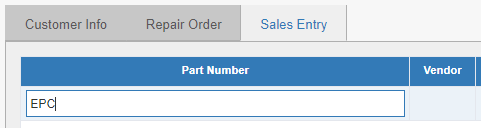 Customer Info Repair Order Sales Entry
Part Number Vendor
EPC